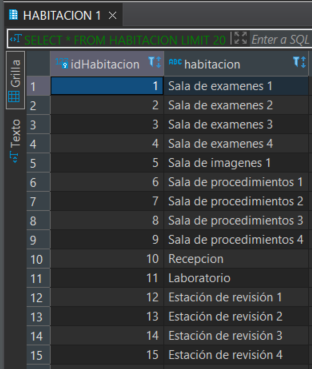 HABITACION 1
SELECT * FROM HABITACION LIMIT 20 Enter a SQL
Grilla
Texto
idHabitacion habitacion
1 1 Sala de examenes 1
2 2 Sala de examenes 2
3 3 Sala de examenes 3
4 4 Sala de examenes 4
5 5 Sala de imagenes 1
6 6 Sala de procedimientos 1
7 7 Sala de procedimientos 2
8 8 Sala de procedimientos 3
9 9 Sala de procedimientos 4
10 10 Recepcion
11 11 Laboratorio
12 12 Estación de revisión 1
13 13 Estación de revisión 2
14 14 Estación de revisión 3
15 15 Estación de revisión 4